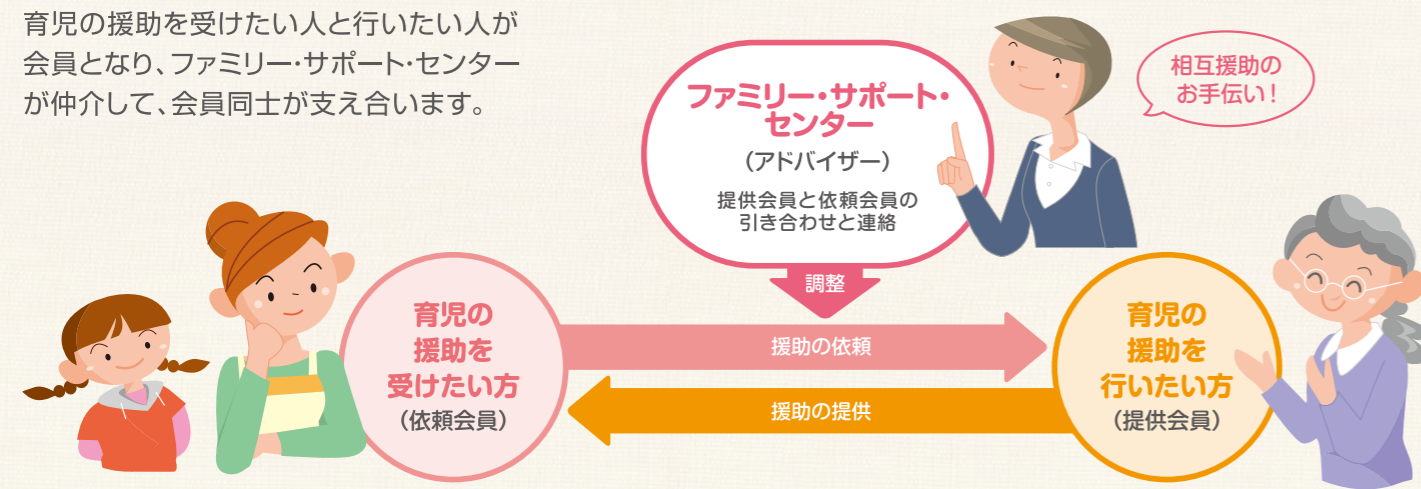 育児の援助を受けたい人と行いたい人が
会員となり、ファミリー・サポート・センター
が仲介して、会員同士が支え合います。
ファミリー・サポート・
センター
（アドバイザー）
提供会員と依頼会員の
引き合わせと連絡
相互援助の
お手伝い！
調整
育児の
援助を
受けたい方
（依頼会員）
援助の依頼
援助の提供
育児の
援助を
行いたい方
（提供会員）